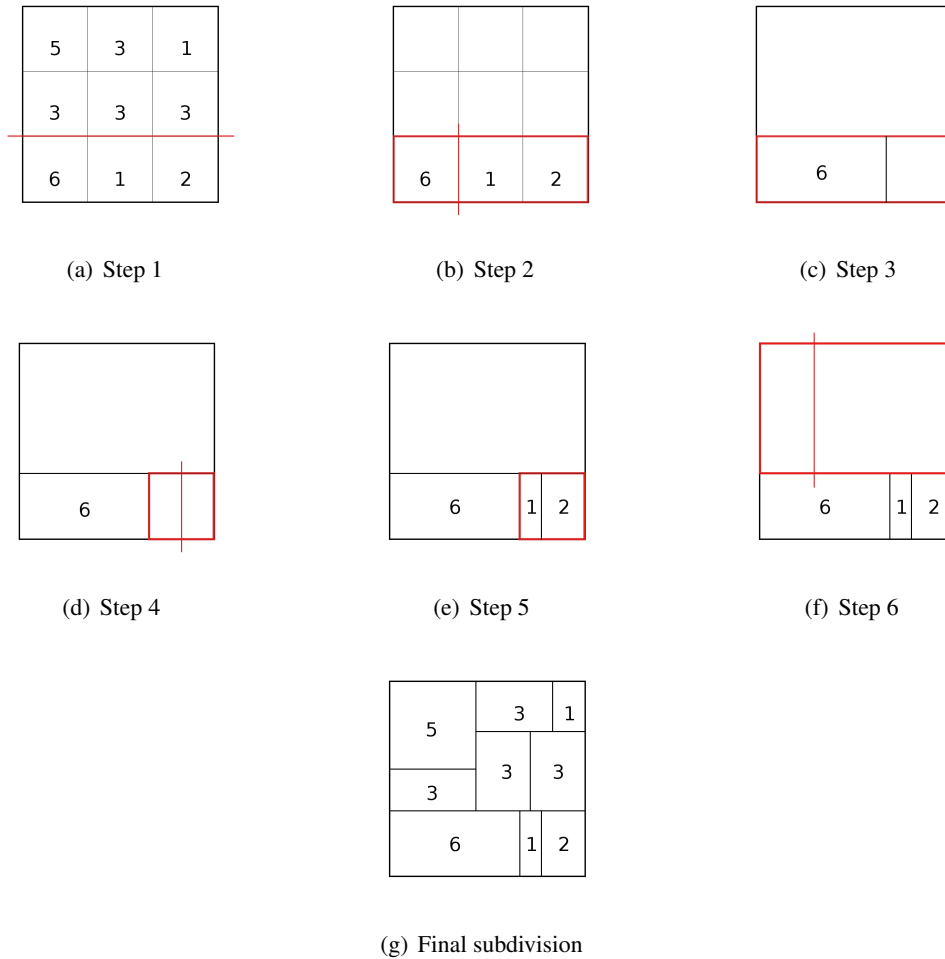 5 3 1
3 3 3
6 1 2
(a) Step 1
6 1 2
(b) Step 2
6
(c) Step 3
6
(d) Step 4
6 1 2
(e) Step 5
6 1 2
(f) Step 6
3 1
5
3 3
3
6 1 2
(g) Final subdivision